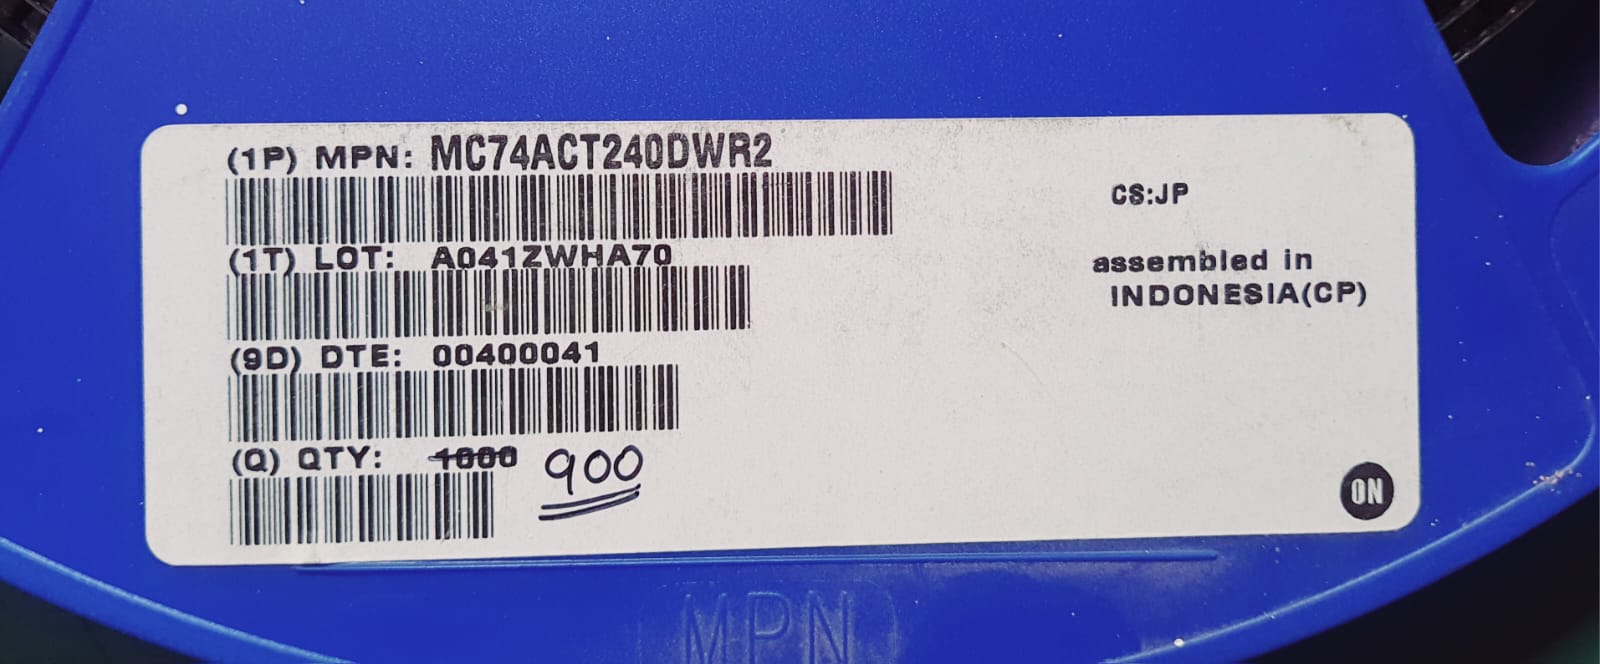 (1P) MPN: MC74ACT240DWR2
CS:JP
(1T) LOT: A041ZWHA70
assembled in
INDONESIA(CP)
(9D) DTE: 00400041
(Q) QTY: 1000 900
ON
MPN